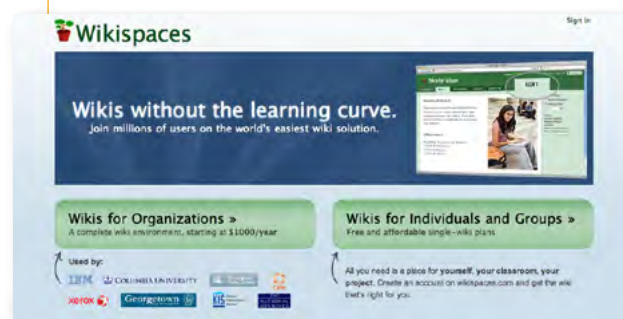 Sign in
Wikispaces
Wikis without the learning curve.
Join millions of users on the world's easiest wiki solution.
EDIT
Wikis for Organizations »
A complete wiki environment, starting at $1000/year
Wikis for Individuals and Groups »
Free and affordable single-wiki plans
Used by:
IBM COLUMBIA UNIVERSITY
xerox Georgetown
All you need is a place for yourself, your classroom, your
project. Create an account on wikispaces.com and get the wiki
that's right for you.